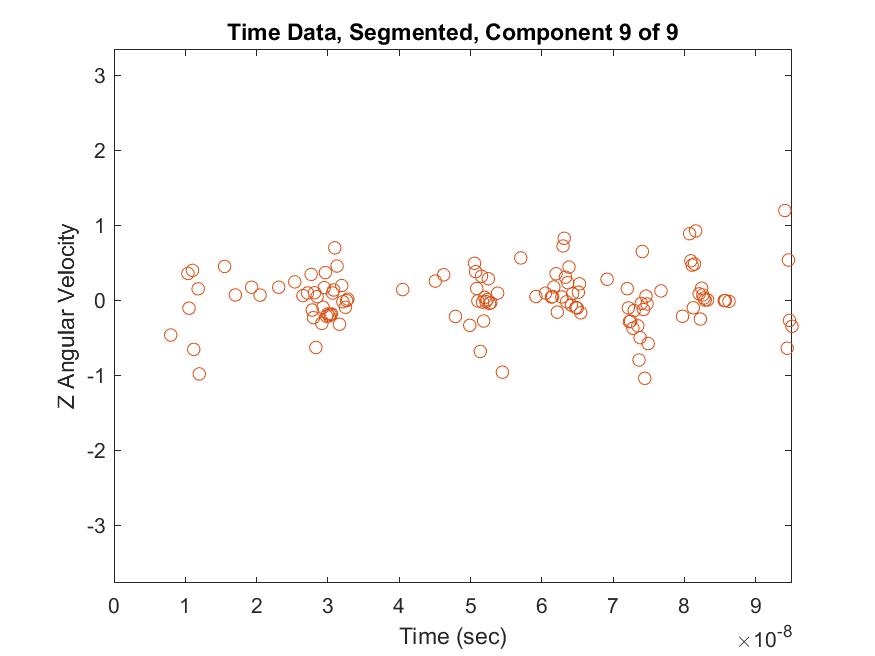 Time Data, Segmented, Component 9 of 9
Z Angular Velocity
3
2
1
0
-1
-2
-3
0 1 2 3 4 5 6 7 8 9
Time (sec)
×10⁻⁸